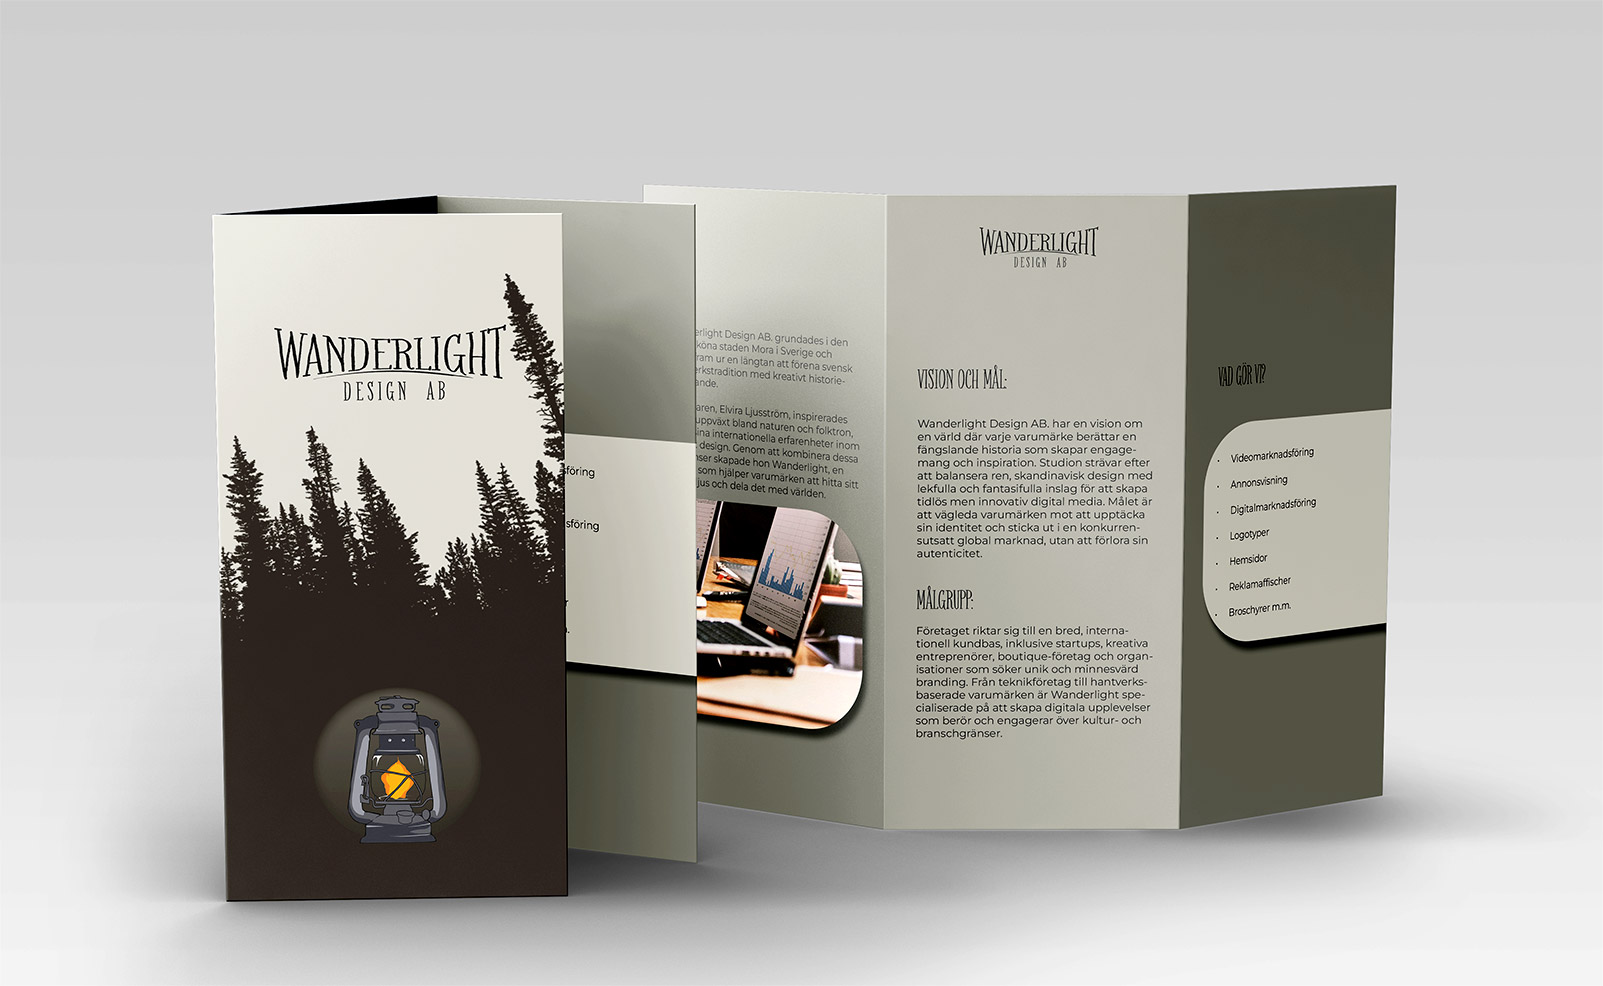 WANDERLIGHT
DESIGN AB
föring
sföring
r
n.
erlight Design AB. grundades i den
köna staden Mora i Sverige och
ram ur en längtan att förena svensk
erkstradition med kreativt historie-
ande.
aren, Elvira Ljusström, inspirerades
uppväxt bland naturen och folktron,
ina internationella erfarenheter inom
design. Genom att kombinera dessa
nser skapade hon Wanderlight, en
som hjälper varumärken att hitta sitt
jus och dela det med världen.
WANDERLIGHT
DESIGN AB
VISION OCH MÅL:
Wanderlight Design AB. har en vision om
en värld där varje varumärke berättar en
fängslande historia som skapar engage-
mang och inspiration. Studion strävar efter
att balansera ren, skandinavisk design med
lekfulla och fantasifulla inslag för att skapa
tidlös men innovativ digital media. Målet är
att vägleda varumärken mot att upptäcka
sin identitet och sticka ut i en konkurren-
sutsatt global marknad, utan att förlora sin
autenticitet.
MÅLGRUPP:
Företaget riktar sig till en bred, interna-
tionell kundbas, inklusive startups, kreativa
entreprenörer, boutique-företag och organ-
isationer som söker unik och minnesvärd
branding. Från teknikföretag till hantverks-
baserade varumärken är Wanderlight spe-
cialiserade på att skapa digitala upplevelser
som berör och engagerar över kultur- och
branschgränser.
VAD GÖR VI?
· Videomarknadsföring
· Annonsvisning
· Digitalmarknadsföring
· Logotyper
· Hemsidor
· Reklamaffischer
· Broschyrer m.m.